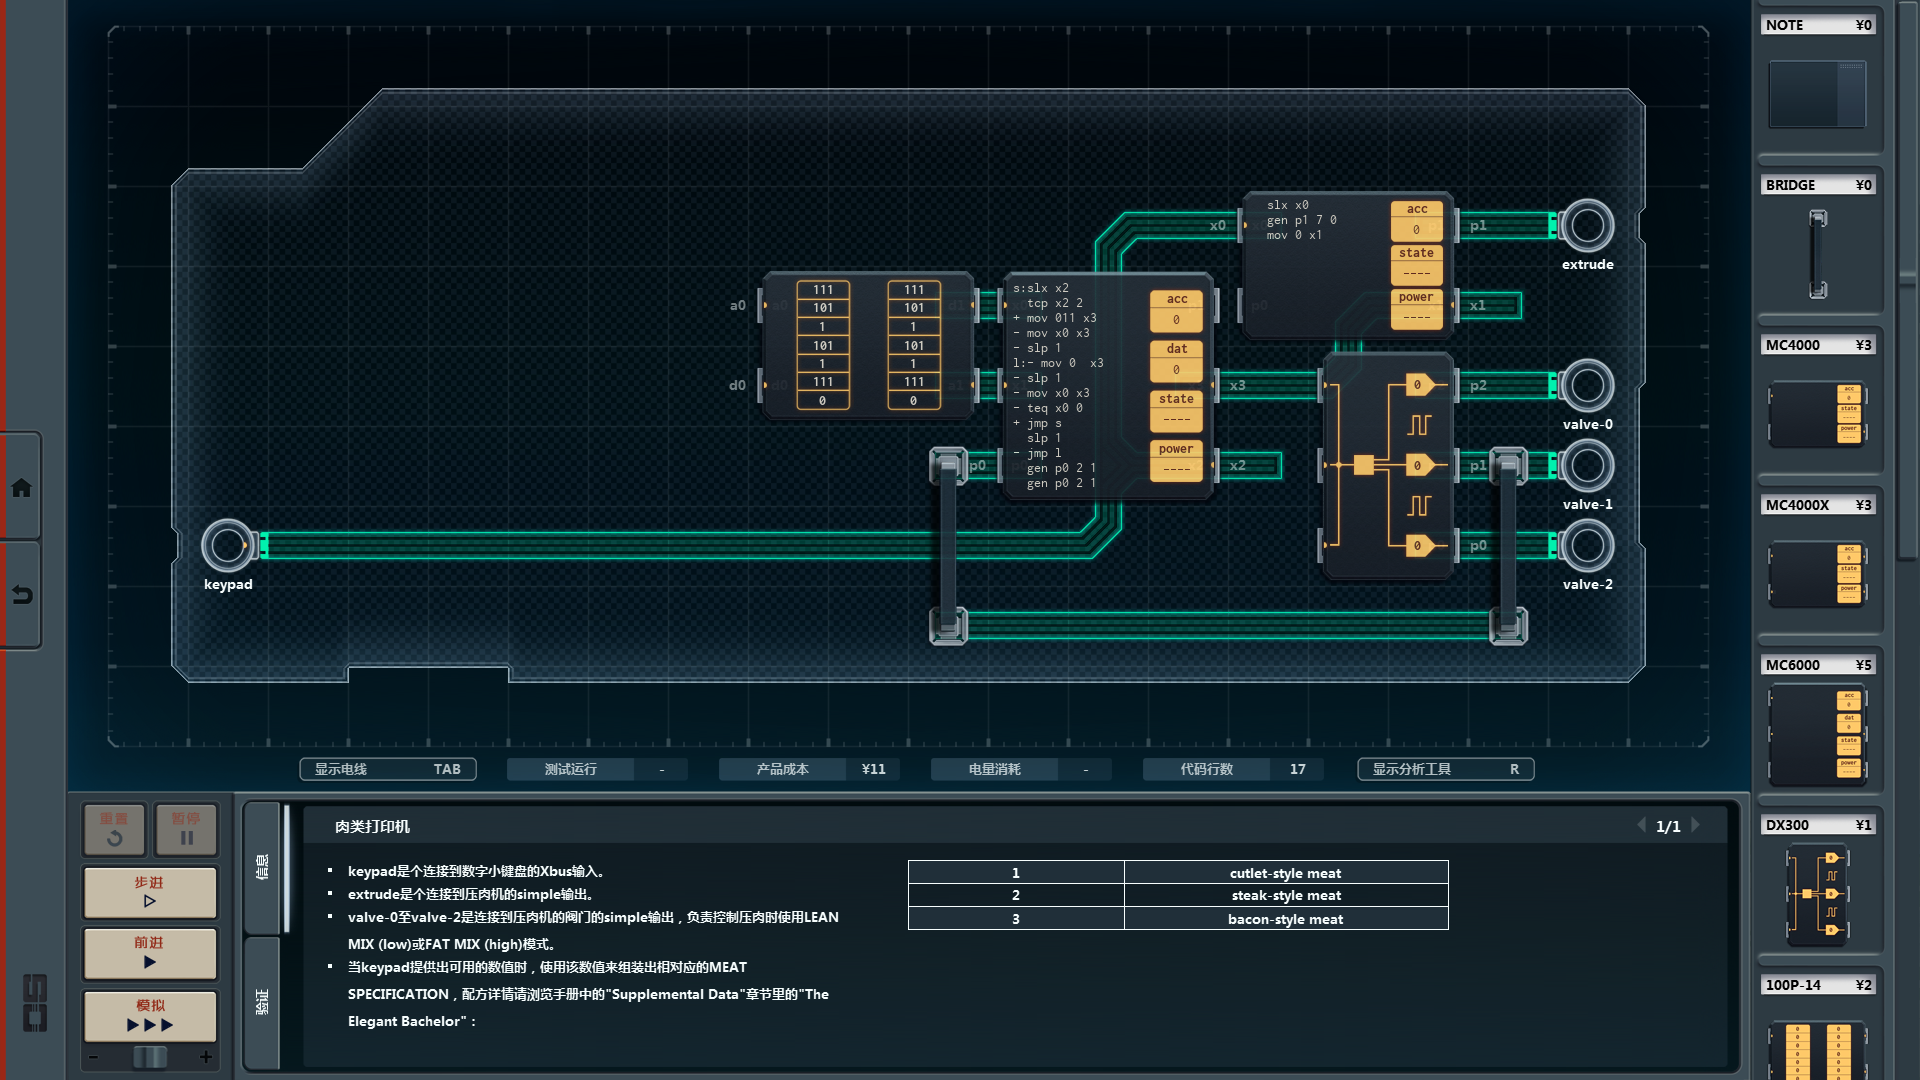 NOTE ¥0
BRIDGE ¥0
MC4000 ¥3
MC4000X ¥3
MC6000 ¥5
DX300 ¥1
100P-14 ¥2
slx x0
gen p1 7 0
mov 0 x1
acc
0
state
----
power
----
x0
p1
p0
x1
extrude
a0
d0
111
101
1
101
1
111
0
111
101
1
101
1
111
0
s:slx x2
tcp x2 2
+ mov 011 x3
- mov x0 x3
- slp 1
l:- mov 0  x3
- slp 1
- mov x0 x3
- teq x0 0
+ jmp s
slp 1
- jmp l
gen p0 2 1
gen p0 2 1
acc
0
dat
0
state
----
power
----
p0
x3
x2
0
0
0
p2
p1
p0
valve-0
valve-1
valve-2
keypad
显示电线 TAB
测试运行 -
产品成本 ¥11
电量消耗 -
代码行数 17
显示分析工具 R
重置
暂停
步进
前进
模拟
- +
信息
验证
肉类打印机
1/1
▪ keypad是个连接到数字小键盘的Xbus输入。
▪ extrude是个连接到压肉机的simple输出。
▪ valve-0至valve-2是连接到压肉机的阀门的simple输出，负责控制压肉时使用LEAN
MIX (low)或FAT MIX (high)模式。
▪ 当keypad提供出可用的数值时，使用该数值来组装出相对应的MEAT
SPECIFICATION，配方详情请浏览手册中的"Supplemental Data"章节里的"The
Elegant Bachelor"：
1 cutlet-style meat
2 steak-style meat
3 bacon-style meat